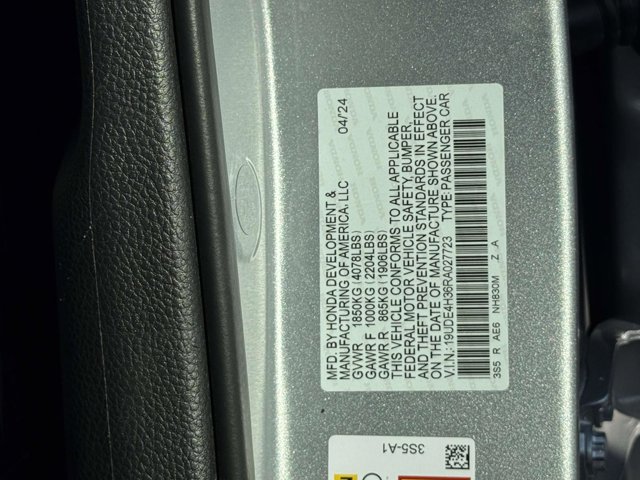 MFD. BY HONDA DEVELOPMENT &
MANUFACTURING OF AMERICA, LLC 04/24
GVWR 1850KG (4078LBS)
GAWR F 1000KG (2204LBS)
GAWR R 865KG (1906LBS)
THIS VEHICLE CONFORMS TO ALL APPLICABLE
FEDERAL MOTOR VEHICLE SAFETY, BUMPER,
AND THEFT PREVENTION STANDARDS IN EFFECT
ON THE DATE OF MANUFACTURE SHOWN ABOVE.
V.I.N.: 19UDE4H36RA027723 TYPE: PASSENGER CAR
3S5 R AE6 NH830M Z A
3S5-A1